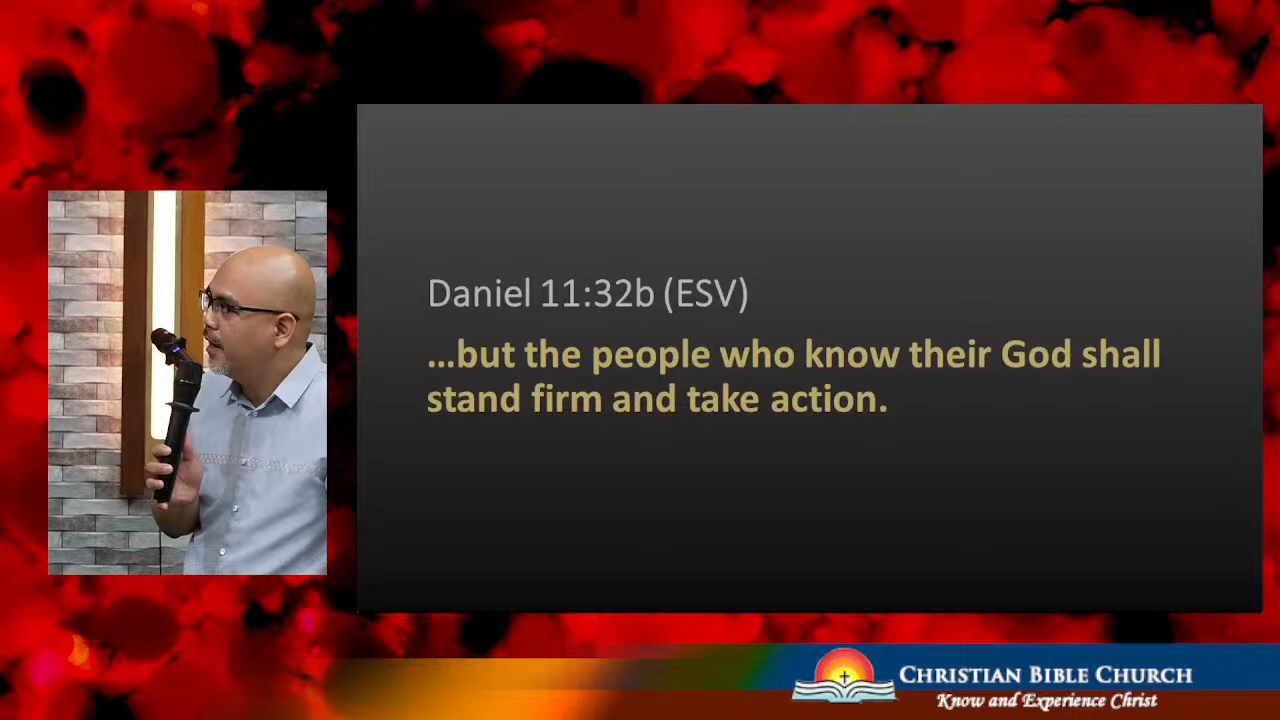 Daniel 11:32b (ESV)
...but the people who know their God shall
stand firm and take action.
CHRISTIAN BIBLE CHURCH
Know and Experience Christ